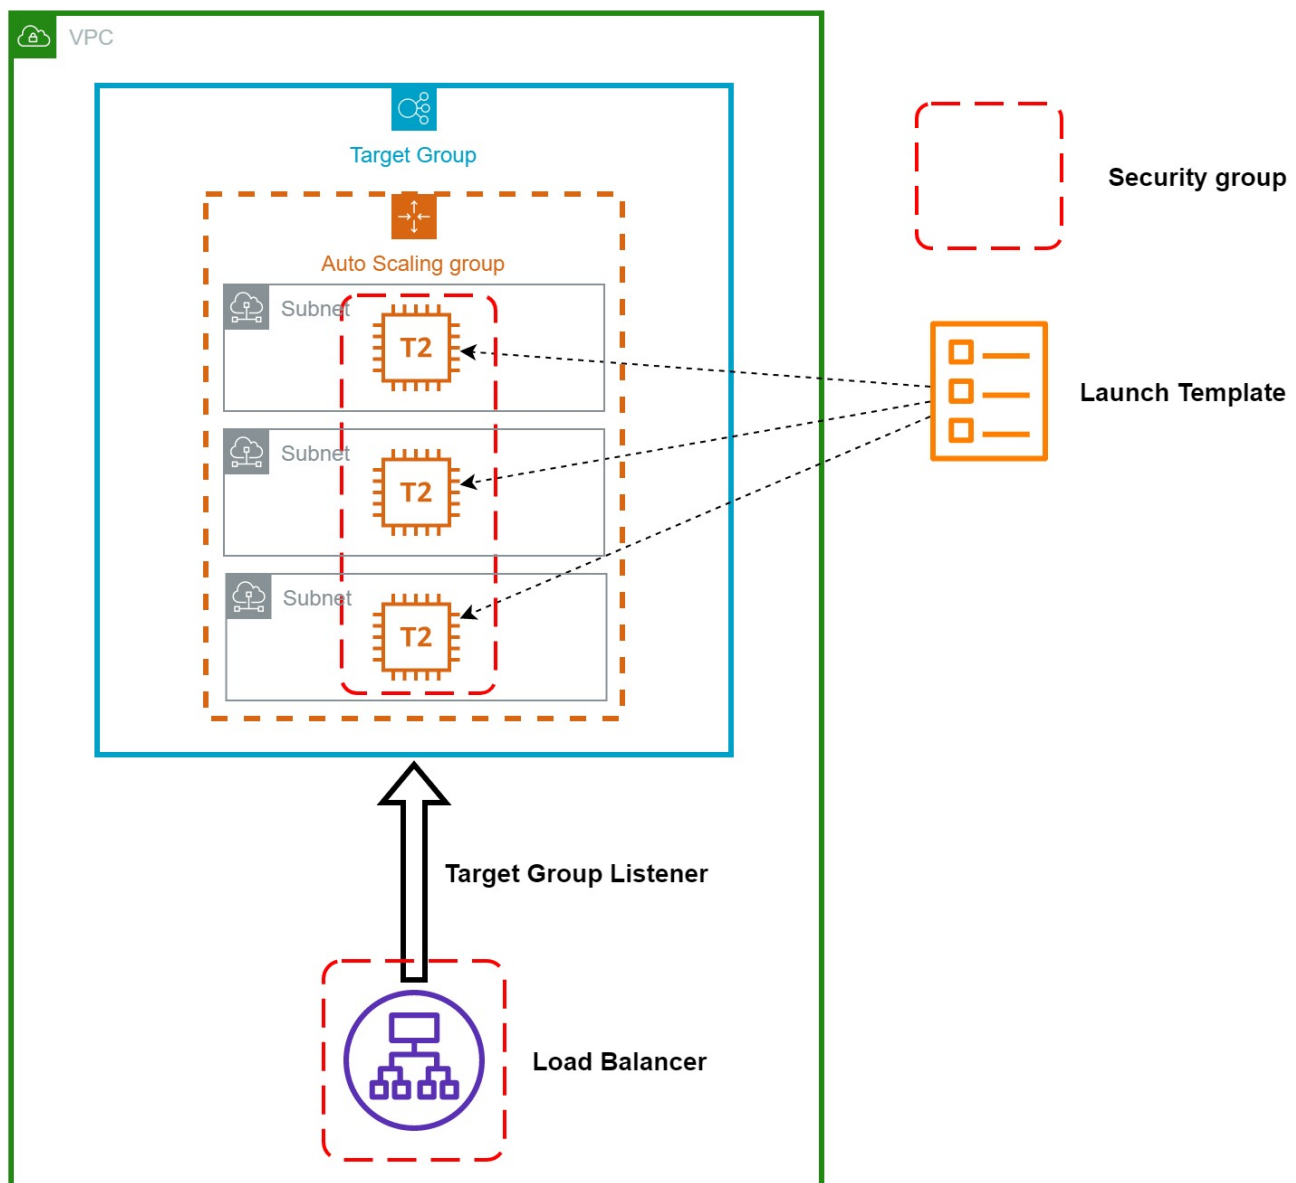 VPC
Target Group
Security group
Auto Scaling group
Subnet
T2
Launch Template
Subnet
T2
Subnet
T2
Target Group Listener
Load Balancer